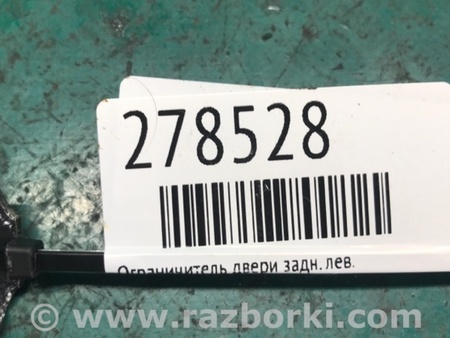 278528
Ограничитель двери задн. лев.
www.razborki.com